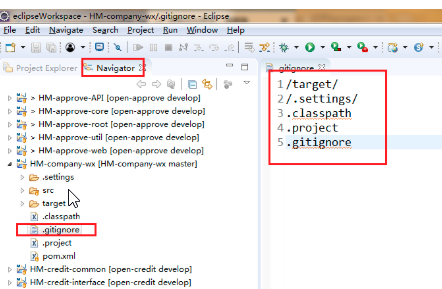 eclipseWorkspace - HM-company-wx/.gitignore - Eclipse
File Edit Navigate Search Project Run Window Help
Project Explorer Navigator
> HM-approve-API [open-approve develop]
> HM-approve-core [open-approve develop]
> HM-approve-root [open-approve develop]
> HM-approve-util [open-approve develop]
> HM-approve-web [open-approve develop]
HM-company-wx [HM-company-wx master]
.settings
src
target
.classpath
.gitignore
.project
pom.xml
HM-credit-common [open-credit develop]
HM-credit-interface [open-credit develop]
.gitignore
1 /target/
2 /.settings/
3 .classpath
4 .project
5 .gitignore